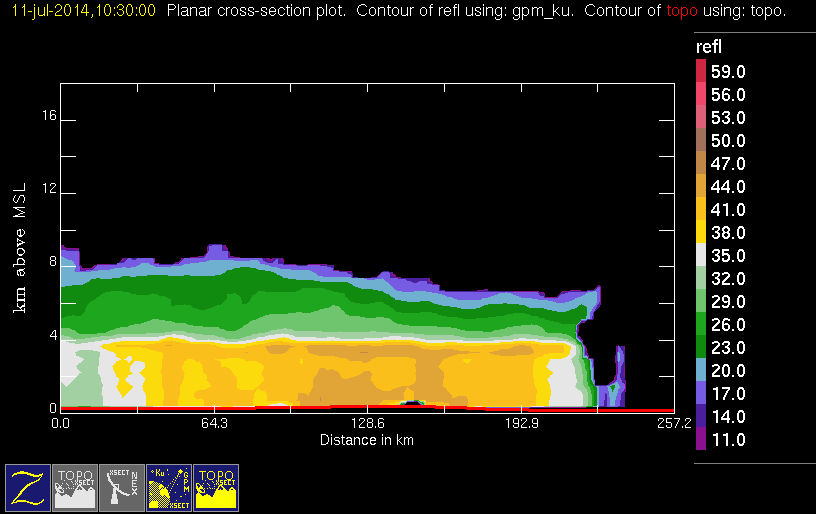 11-jul-2014,10:30:00 Planar cross-section plot. Contour of refl using: gpm_ku. Contour of topo using: topo.
refl
59.0
56.0
53.0
50.0
47.0
44.0
41.0
38.0
35.0
32.0
29.0
26.0
23.0
20.0
17.0
14.0
11.0
km above MSL
16
12
8
4
0
0.0 64.3 128.6 192.9 257.2
Distance in km
Z
TOPO XSECT
XSECT NEX
"Ku" GPM XSECT
TOPO XSECT